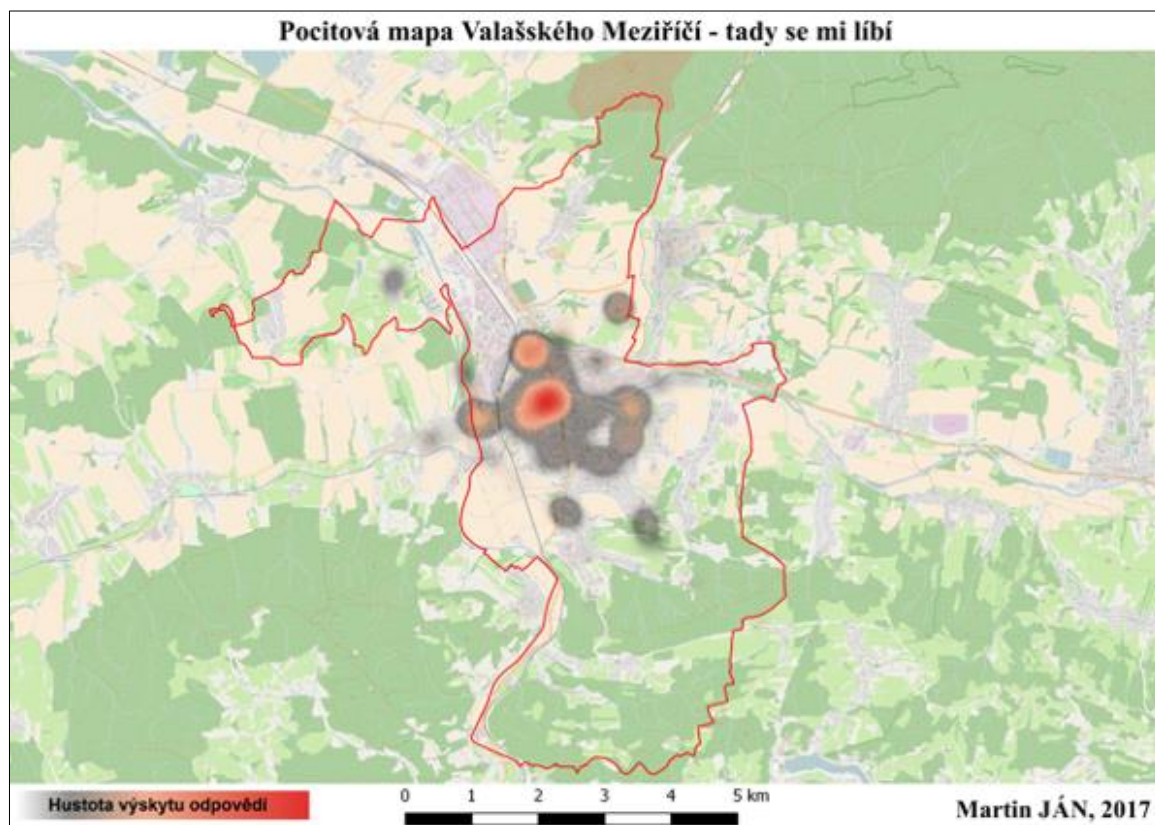 Pocitová mapa Valašského Meziříčí - tady se mi líbí
Hustota výskytu odpovědí
0 1 2 3 4 5 km
Martin JÁN, 2017